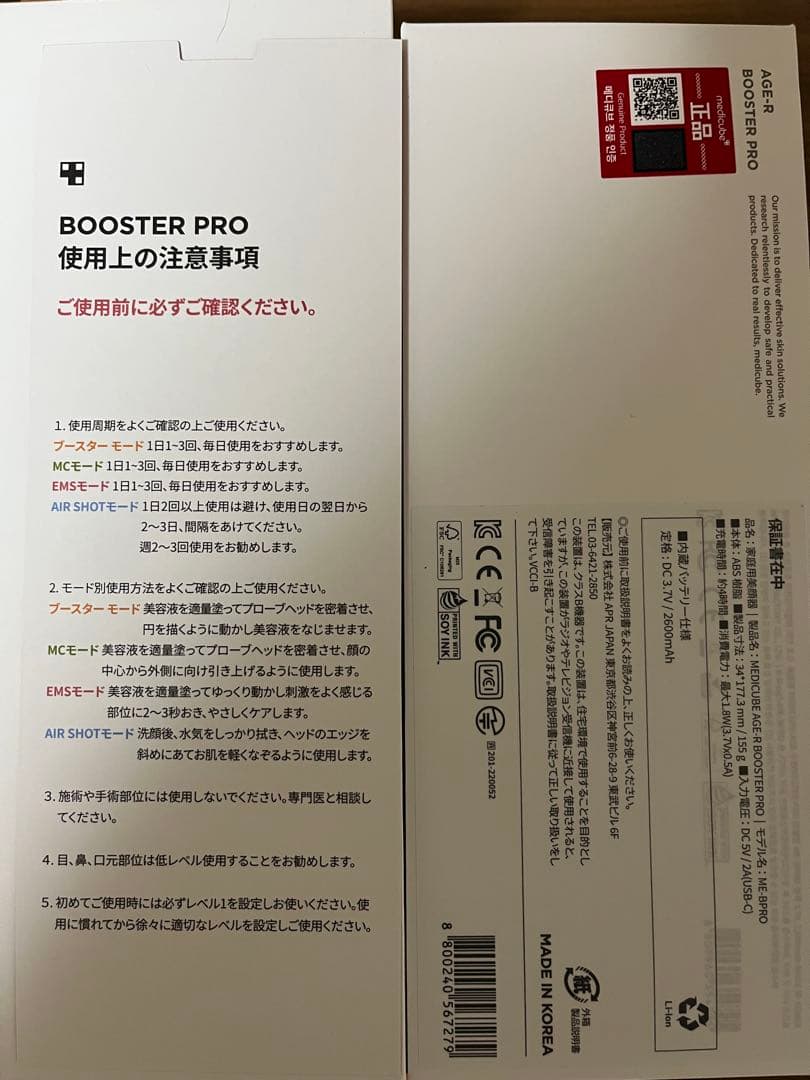 BOOSTER PRO
使用上の注意事項
ご使用前に必ずご確認ください。
1. 使用周期をよくご確認の上ご使用ください。
ブースター モード 1日1~3回、毎日使用をおすすめします。
MCモード 1日1~3回、毎日使用をおすすめします。
EMSモード 1日1~3回、毎日使用をおすすめします。
AIR SHOTモード 1日2回以上使用は避け、使用日の翌日から
2〜3日、間隔をあけてください。
週2〜3回使用をお勧めします。
2. モード別使用方法をよくご確認の上ご使用ください。
ブースター モード 美容液を適量塗ってプローブヘッドを密着させ、
円を描くように動かし美容液をなじませます。
MCモード 美容液を適量塗ってプローブヘッドを密着させ、顔の
中心から外側に向け引き上げるように使用します。
EMSモード 美容液を適量塗ってゆっくり動かし刺激をよく感じる
部位に2〜3秒おき、やさしくケアします。
AIR SHOTモード 洗顔後、水気をしっかり拭き、ヘッドのエッジを
斜めにあてお肌を軽くなぞるように使用します。
3. 施術や手術部位には使用しないでください。専門医と相談し
てください。
4. 目、鼻、口元部位は低レベル使用することをお勧めします。
5. 初めてご使用時には必ずレベル1を設定しお使いください。使
用に慣れてから徐々に適切なレベルを設定しご使用ください。
AGE-R
BOOSTER PRO
medicube
正品
Genuine Product
메디큐브 정품 인증
Our mission is to deliver effective skin solutions. We
research relentlessly to develop safe and practical
products. Dedicated to real results, medicube.
保証書在中
品名：家庭用美顔器 | 製品名：MEDICUBE AGE-R BOOSTER PRO | モデル名：ME-BPRO
■本体：ABS 樹脂 ■製品寸法：34*177.3 mm / 155 g ■入力電圧：DC 5V / 2A(USB-C)
■充電時間：約4時間 ■消費電力：最大1.8W(3.7Vx0.5A)
■内蔵バッテリー仕様
定格：DC 3.7V / 2600mAh
Li-ion
◎ご使用前に取扱説明書をよくお読みの上、正しくお使いください。
【販売元】株式会社 APR JAPAN 東京都渋谷区神宮前6-28-9 東武ビル 6F
TEL.03-6421-2850
この装置は、クラスB機器です。この装置は、住宅環境で使用することを目的とし
ていますが、この装置がラジオやテレビジョン受信機に近接して使用されると、
受信障害を引き起こすことがあります。取扱説明書に従って正しい取り扱いをし
て下さい。VCCI-B
紙
外箱
製品説明書
MADE IN KOREA
CE
FC
VCI
201-220052
FSC
MIX
Packaging
PRINTED WITH
SOY INK
8 800240 567279